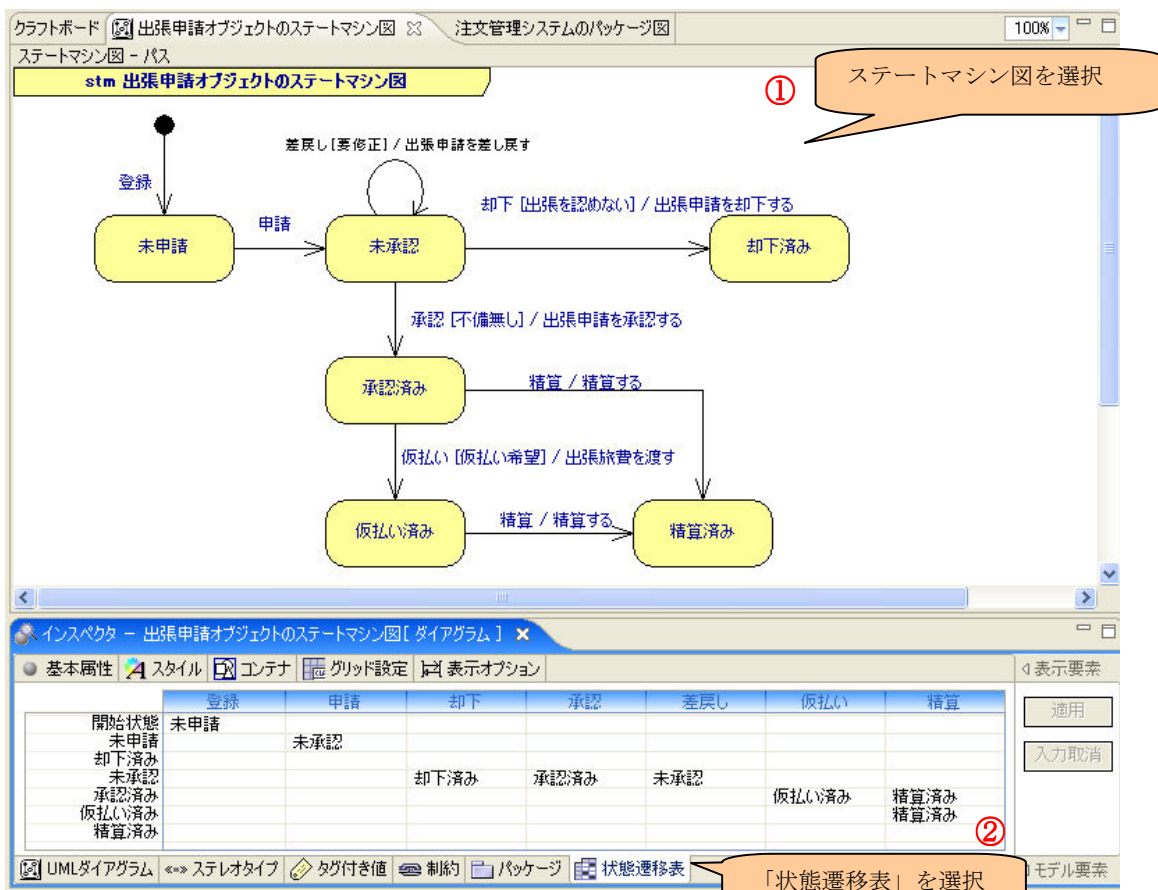 クラフトボード 出張申請オブジェクトのステートマシン図 注文管理システムのパッケージ図 100%
ステートマシン図 - パス
stm 出張申請オブジェクトのステートマシン図
① ステートマシン図を選択
差戻し [要修正] / 出張申請を差し戻す
登録
却下 [出張を認めない] / 出張申請を却下する
申請
未申請 未承認 却下済み
承認 [不備無し] / 出張申請を承認する
承認済み
精算 / 精算する
仮払い [仮払い希望] / 出張旅費を渡す
精算 / 精算する
仮払い済み 精算済み
インスペクタ - 出張申請オブジェクトのステートマシン図[ ダイアグラム ]
基本属性 スタイル コンテナ グリッド設定 表示オプション 表示要素
登録 申請 却下 承認 差戻し 仮払い 精算
適用
開始状態 未申請
未申請 未承認
入力取消
却下済み
未承認 却下済み 承認済み 未承認
承認済み 仮払い済み 精算済み
仮払い済み 精算済み
精算済み
②
UMLダイアグラム «-» ステレオタイプ タグ付き値 制約 パッケージ 状態遷移表 モデル要素
「状態遷移表」を選択